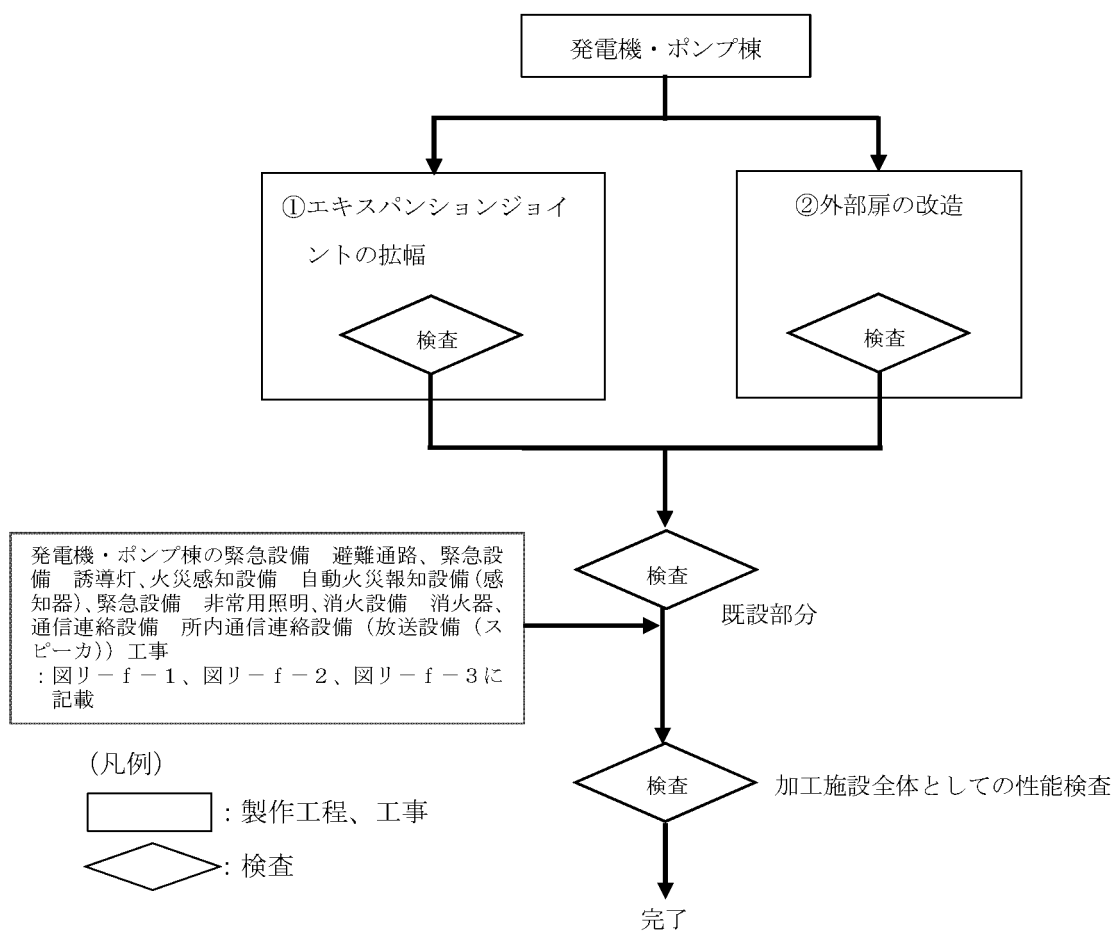 発電機・ポンプ棟
①エキスパンションジョイ
ントの拡幅
検査
②外部扉の改造
検査
検査
既設部分
発電機・ポンプ棟の緊急設備　避難通路、緊急設
備　誘導灯、火災感知設備　自動火災報知設備(感
知器)、緊急設備　非常用照明、消火設備　消火器、
通信連絡設備　所内通信連絡設備（放送設備（ス
ピーカ））工事
：図リ－ｆ－１、図リ－ｆ－２、図リ－ｆ－３に
記載
検査
加工施設全体としての性能検査
完了
(凡例)
：製作工程、工事
：検査